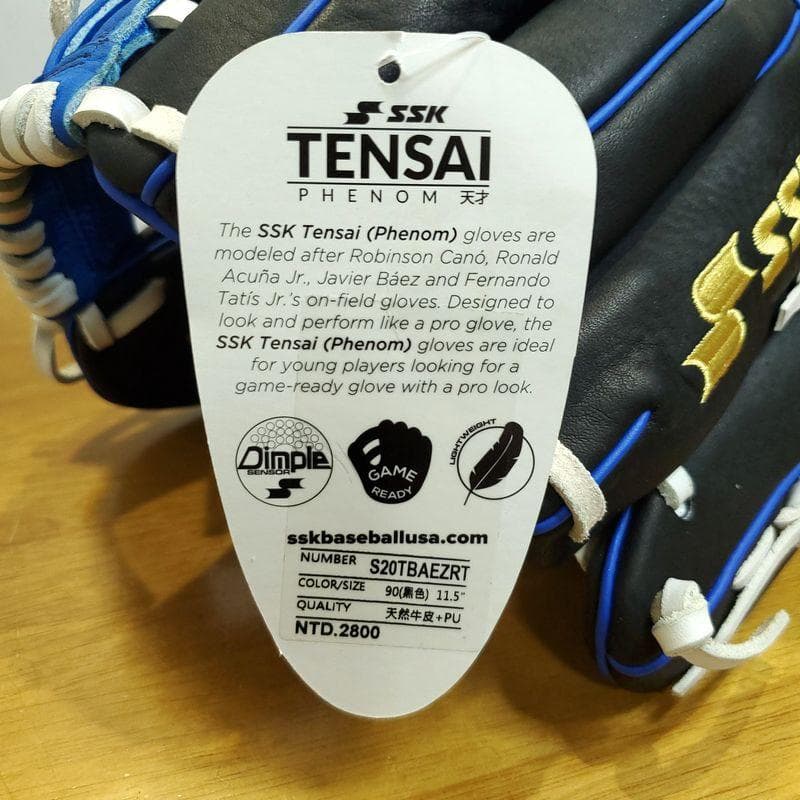 SSK
TENSAI
PHENOM 天才
The SSK Tensai (Phenom) gloves are
modeled after Robinson Canó, Ronald
Acuña Jr., Javier Báez and Fernando
Tatís Jr.'s on-field gloves. Designed to
look and perform like a pro glove, the
SSK Tensai (Phenom) gloves are ideal
for young players looking for a
game-ready glove with a pro look.
Dimple
SENSOR
GAME
READY
LIGHTWEIGHT
sskbaseballusa.com
NUMBER S20TBAEZRT
COLOR/SIZE 90(黑色) 11.5"
QUALITY 天然牛皮+PU
NTD.2800